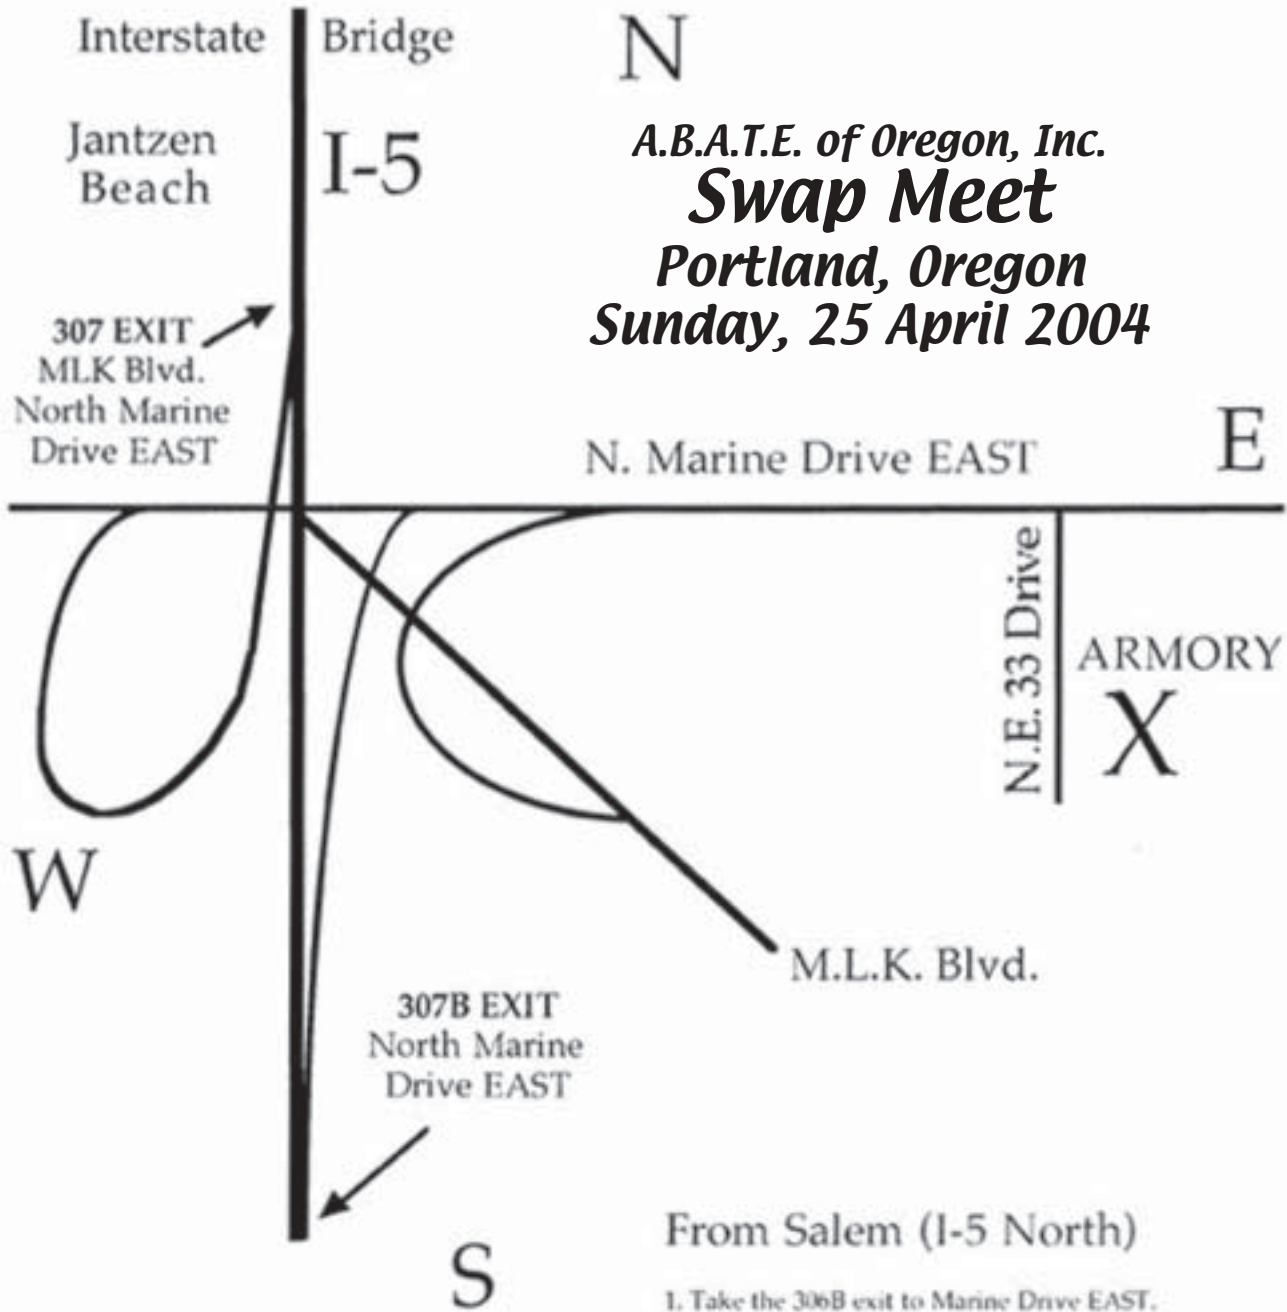 Interstate Bridge
N
Jantzen
Beach
I-5
A.B.A.T.E. of Oregon, Inc.
Swap Meet
Portland, Oregon
Sunday, 25 April 2004
307 EXIT
MLK Blvd.
North Marine
Drive EAST
N. Marine Drive EAST
E
N.E. 33 Drive
ARMORY
X
W
M.L.K. Blvd.
307B EXIT
North Marine
Drive EAST
S
From Salem (I-5 North)
1. Take the 306B exit to Marine Drive EAST.